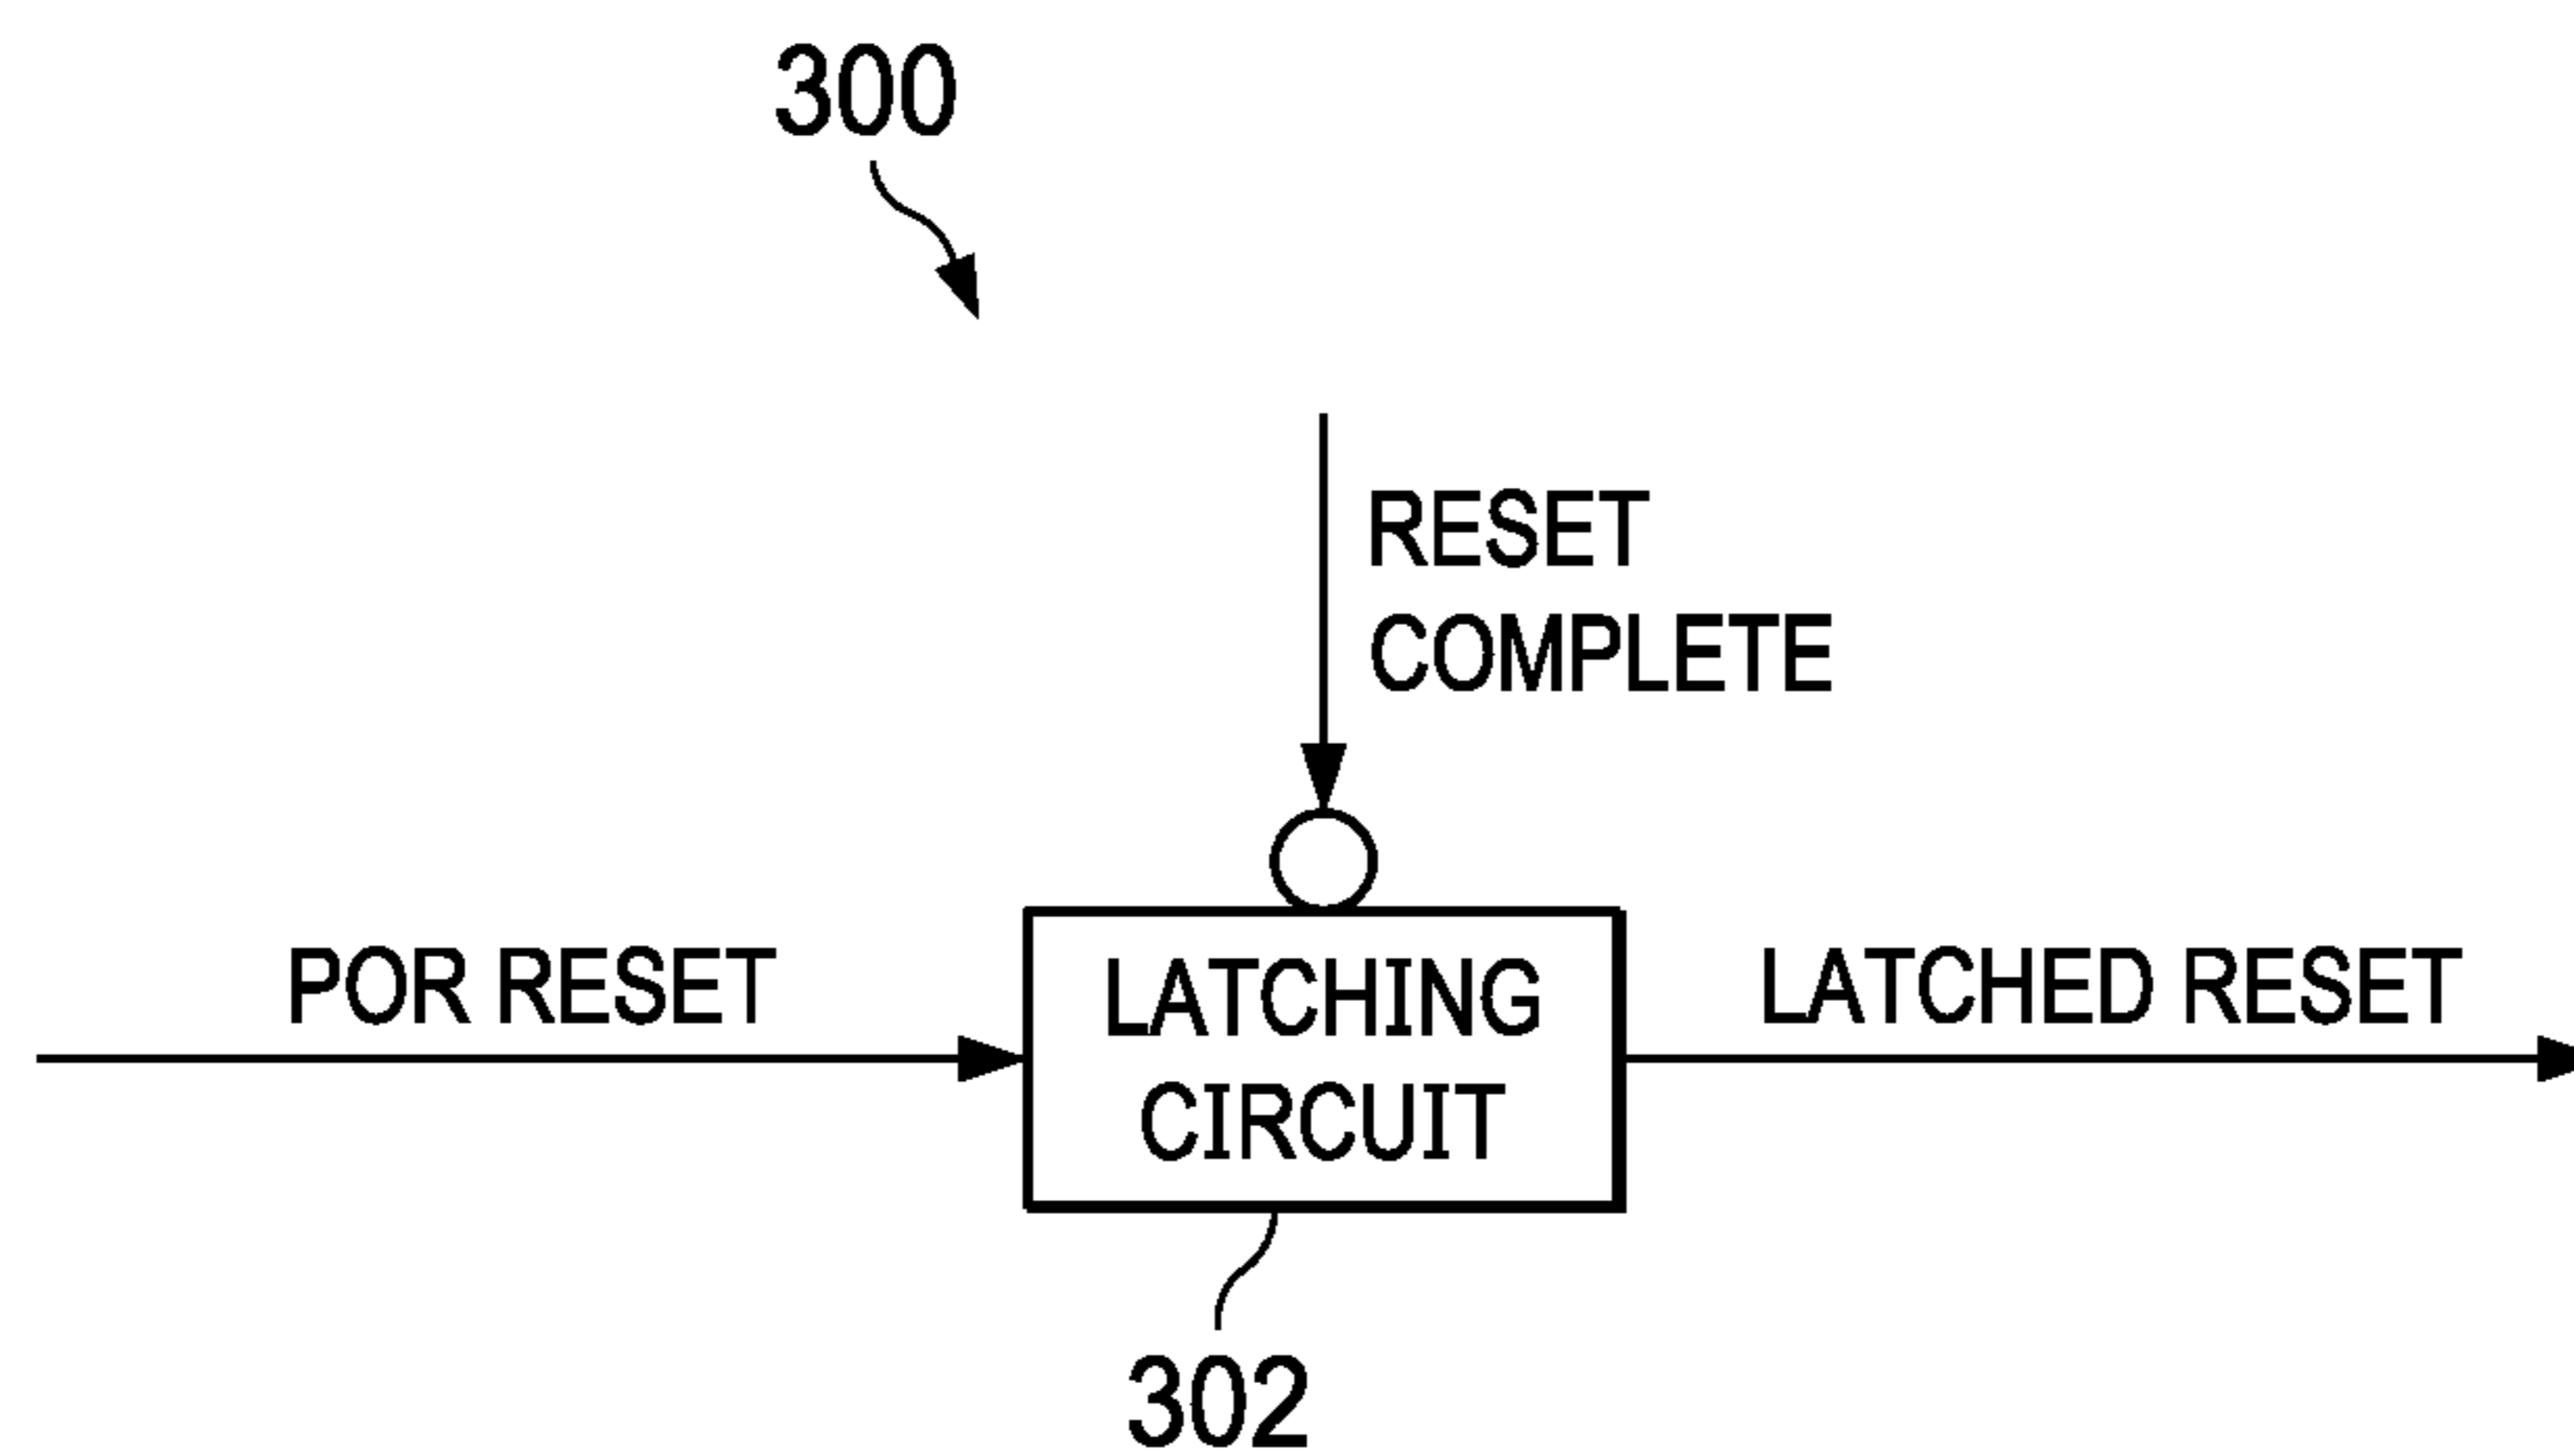 300
RESET
COMPLETE
POR RESET
LATCHING
CIRCUIT
LATCHED RESET
302